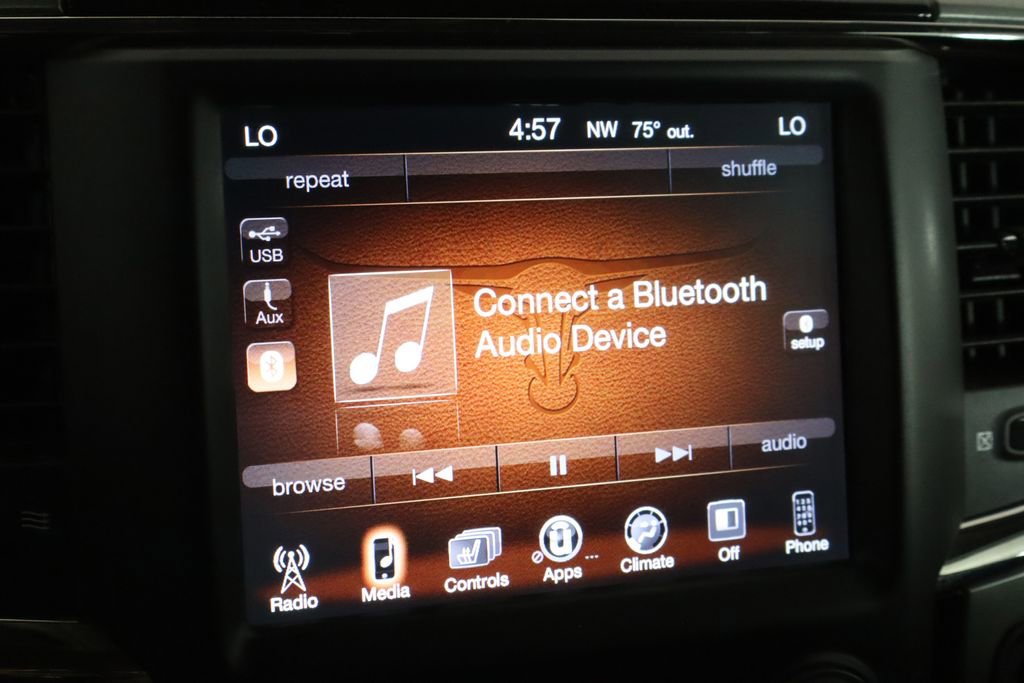 LO 4:57 NW 75° out. LO
repeat shuffle
USB
Aux
Connect a Bluetooth
Audio Device
setup
browse audio
Radio Media Controls Apps ... Climate Off Phone